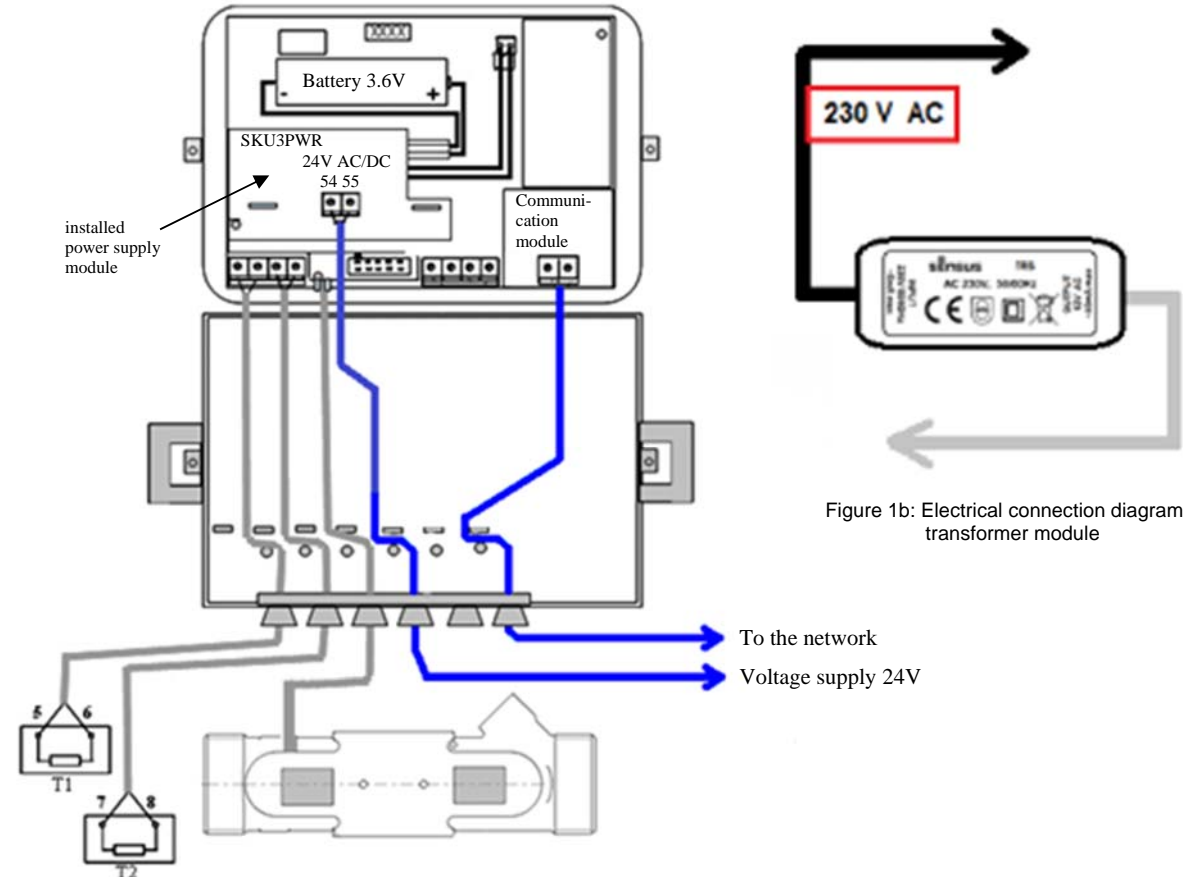 XXXX
Battery 3.6V
- +
SKU3PWR
24V AC/DC
54 55
installed
power supply
module
Communi-
cation
module
To the network
Voltage supply 24V
5 6
T1
7 8
T2
230 V AC
sensus
AC 230V, 50/60Hz
CE
Figure 1b: Electrical connection diagram
transformer module